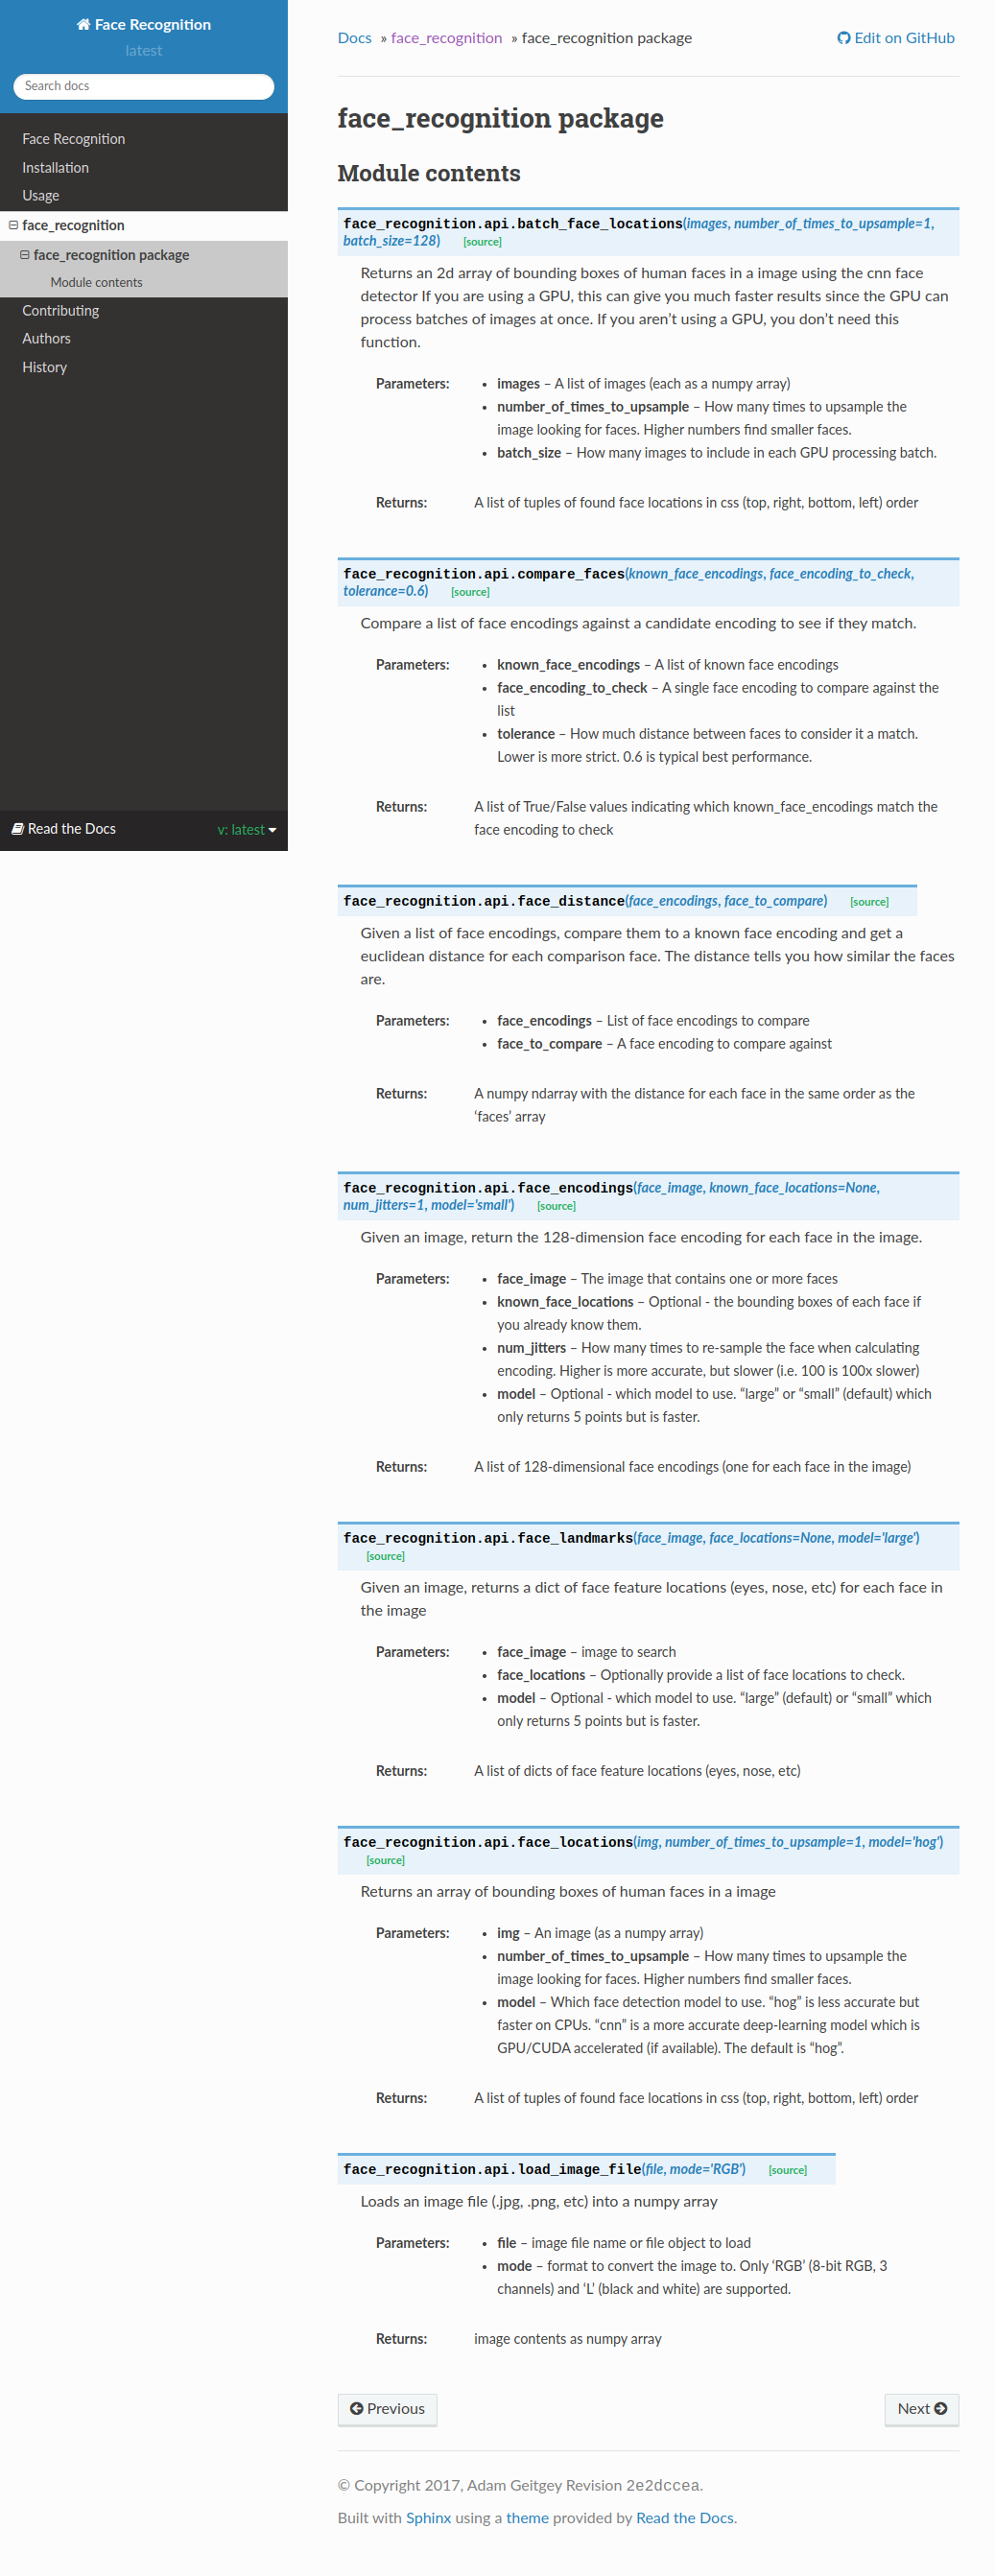 Face Recognition
latest
Search docs
Face Recognition
Installation
Usage
face_recognition
face_recognition package
Module contents
Contributing
Authors
History
Read the Docs
v: latest
Docs » face_recognition » face_recognition package
Edit on GitHub
face_recognition package
Module contents
face_recognition.api.batch_face_locations(images, number_of_times_to_upsample=1,
batch_size=128) [source]
Returns an 2d array of bounding boxes of human faces in a image using the cnn face
detector If you are using a GPU, this can give you much faster results since the GPU can
process batches of images at once. If you aren’t using a GPU, you don’t need this
function.
Parameters: • images – A list of images (each as a numpy array)
• number_of_times_to_upsample – How many times to upsample the
image looking for faces. Higher numbers find smaller faces.
• batch_size – How many images to include in each GPU processing batch.
Returns: A list of tuples of found face locations in css (top, right, bottom, left) order
face_recognition.api.compare_faces(known_face_encodings, face_encoding_to_check,
tolerance=0.6) [source]
Compare a list of face encodings against a candidate encoding to see if they match.
Parameters: • known_face_encodings – A list of known face encodings
• face_encoding_to_check – A single face encoding to compare against the
list
• tolerance – How much distance between faces to consider it a match.
Lower is more strict. 0.6 is typical best performance.
Returns: A list of True/False values indicating which known_face_encodings match the
face encoding to check
face_recognition.api.face_distance(face_encodings, face_to_compare) [source]
Given a list of face encodings, compare them to a known face encoding and get a
euclidean distance for each comparison face. The distance tells you how similar the faces
are.
Parameters: • face_encodings – List of face encodings to compare
• face_to_compare – A face encoding to compare against
Returns: A numpy ndarray with the distance for each face in the same order as the
‘faces’ array
face_recognition.api.face_encodings(face_image, known_face_locations=None,
num_jitters=1, model='small') [source]
Given an image, return the 128-dimension face encoding for each face in the image.
Parameters: • face_image – The image that contains one or more faces
• known_face_locations – Optional - the bounding boxes of each face if
you already know them.
• num_jitters – How many times to re-sample the face when calculating
encoding. Higher is more accurate, but slower (i.e. 100 is 100x slower)
• model – Optional - which model to use. “large” or “small” (default) which
only returns 5 points but is faster.
Returns: A list of 128-dimensional face encodings (one for each face in the image)
face_recognition.api.face_landmarks(face_image, face_locations=None, model='large')
[source]
Given an image, returns a dict of face feature locations (eyes, nose, etc) for each face in
the image
Parameters: • face_image – image to search
• face_locations – Optionally provide a list of face locations to check.
• model – Optional - which model to use. “large” (default) or “small” which
only returns 5 points but is faster.
Returns: A list of dicts of face feature locations (eyes, nose, etc)
face_recognition.api.face_locations(img, number_of_times_to_upsample=1, model='hog')
[source]
Returns an array of bounding boxes of human faces in a image
Parameters: • img – An image (as a numpy array)
• number_of_times_to_upsample – How many times to upsample the
image looking for faces. Higher numbers find smaller faces.
• model – Which face detection model to use. “hog” is less accurate but
faster on CPUs. “cnn” is a more accurate deep-learning model which is
GPU/CUDA accelerated (if available). The default is “hog”.
Returns: A list of tuples of found face locations in css (top, right, bottom, left) order
face_recognition.api.load_image_file(file, mode='RGB') [source]
Loads an image file (.jpg, .png, etc) into a numpy array
Parameters: • file – image file name or file object to load
• mode – format to convert the image to. Only ‘RGB’ (8-bit RGB, 3
channels) and ‘L’ (black and white) are supported.
Returns: image contents as numpy array
Previous
Next
© Copyright 2017, Adam Geitgey Revision 2e2dccea.
Built with Sphinx using a theme provided by Read the Docs.